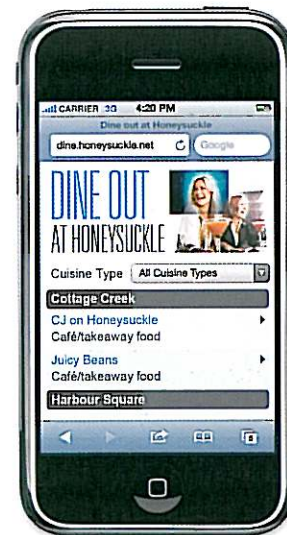 CARRIER 3G 4:20 PM
Dine out at Honeysuckle
dine.honeysuckle.net Google
DINE OUT
AT HONEYSUCKLE
Cuisine Type All Cuisine Types
Cottage Creek
CJ on Honeysuckle
Café/takeaway food
Juicy Beans
Café/takeaway food
Harbour Square